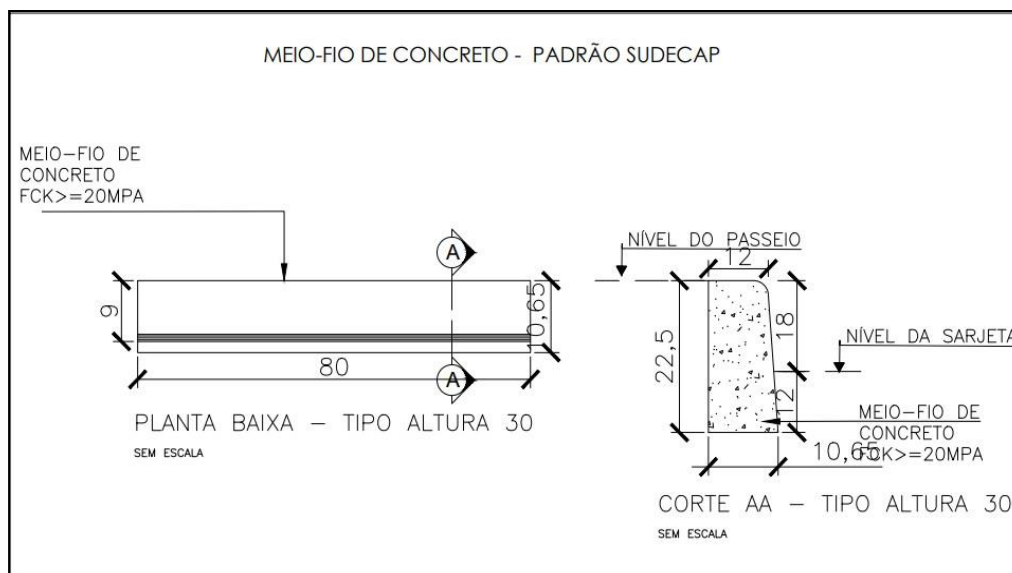 MEIO-FIO DE CONCRETO - PADRÃO SUDECAP
MEIO-FIO DE
CONCRETO
FCK>=20MPA
A
9
10,65
80
A
PLANTA BAIXA – TIPO ALTURA 30
SEM ESCALA
NÍVEL DO PASSEIO
12
22,5
18
NÍVEL DA SARJETA
12
MEIO-FIO DE
CONCRETO
FCK>=20MPA
10,65
CORTE AA – TIPO ALTURA 30
SEM ESCALA